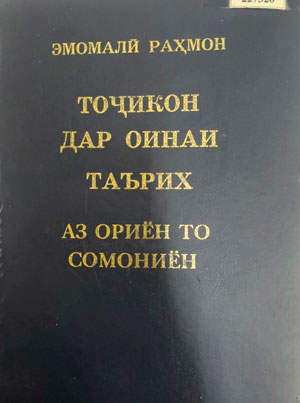 ЭМОМАЛӢ РАҲМОН
ТОҶИКОН
ДАР ОИНАИ
ТАЪРИХ
АЗ ОРИЁН ТО
СОМОНИЁН